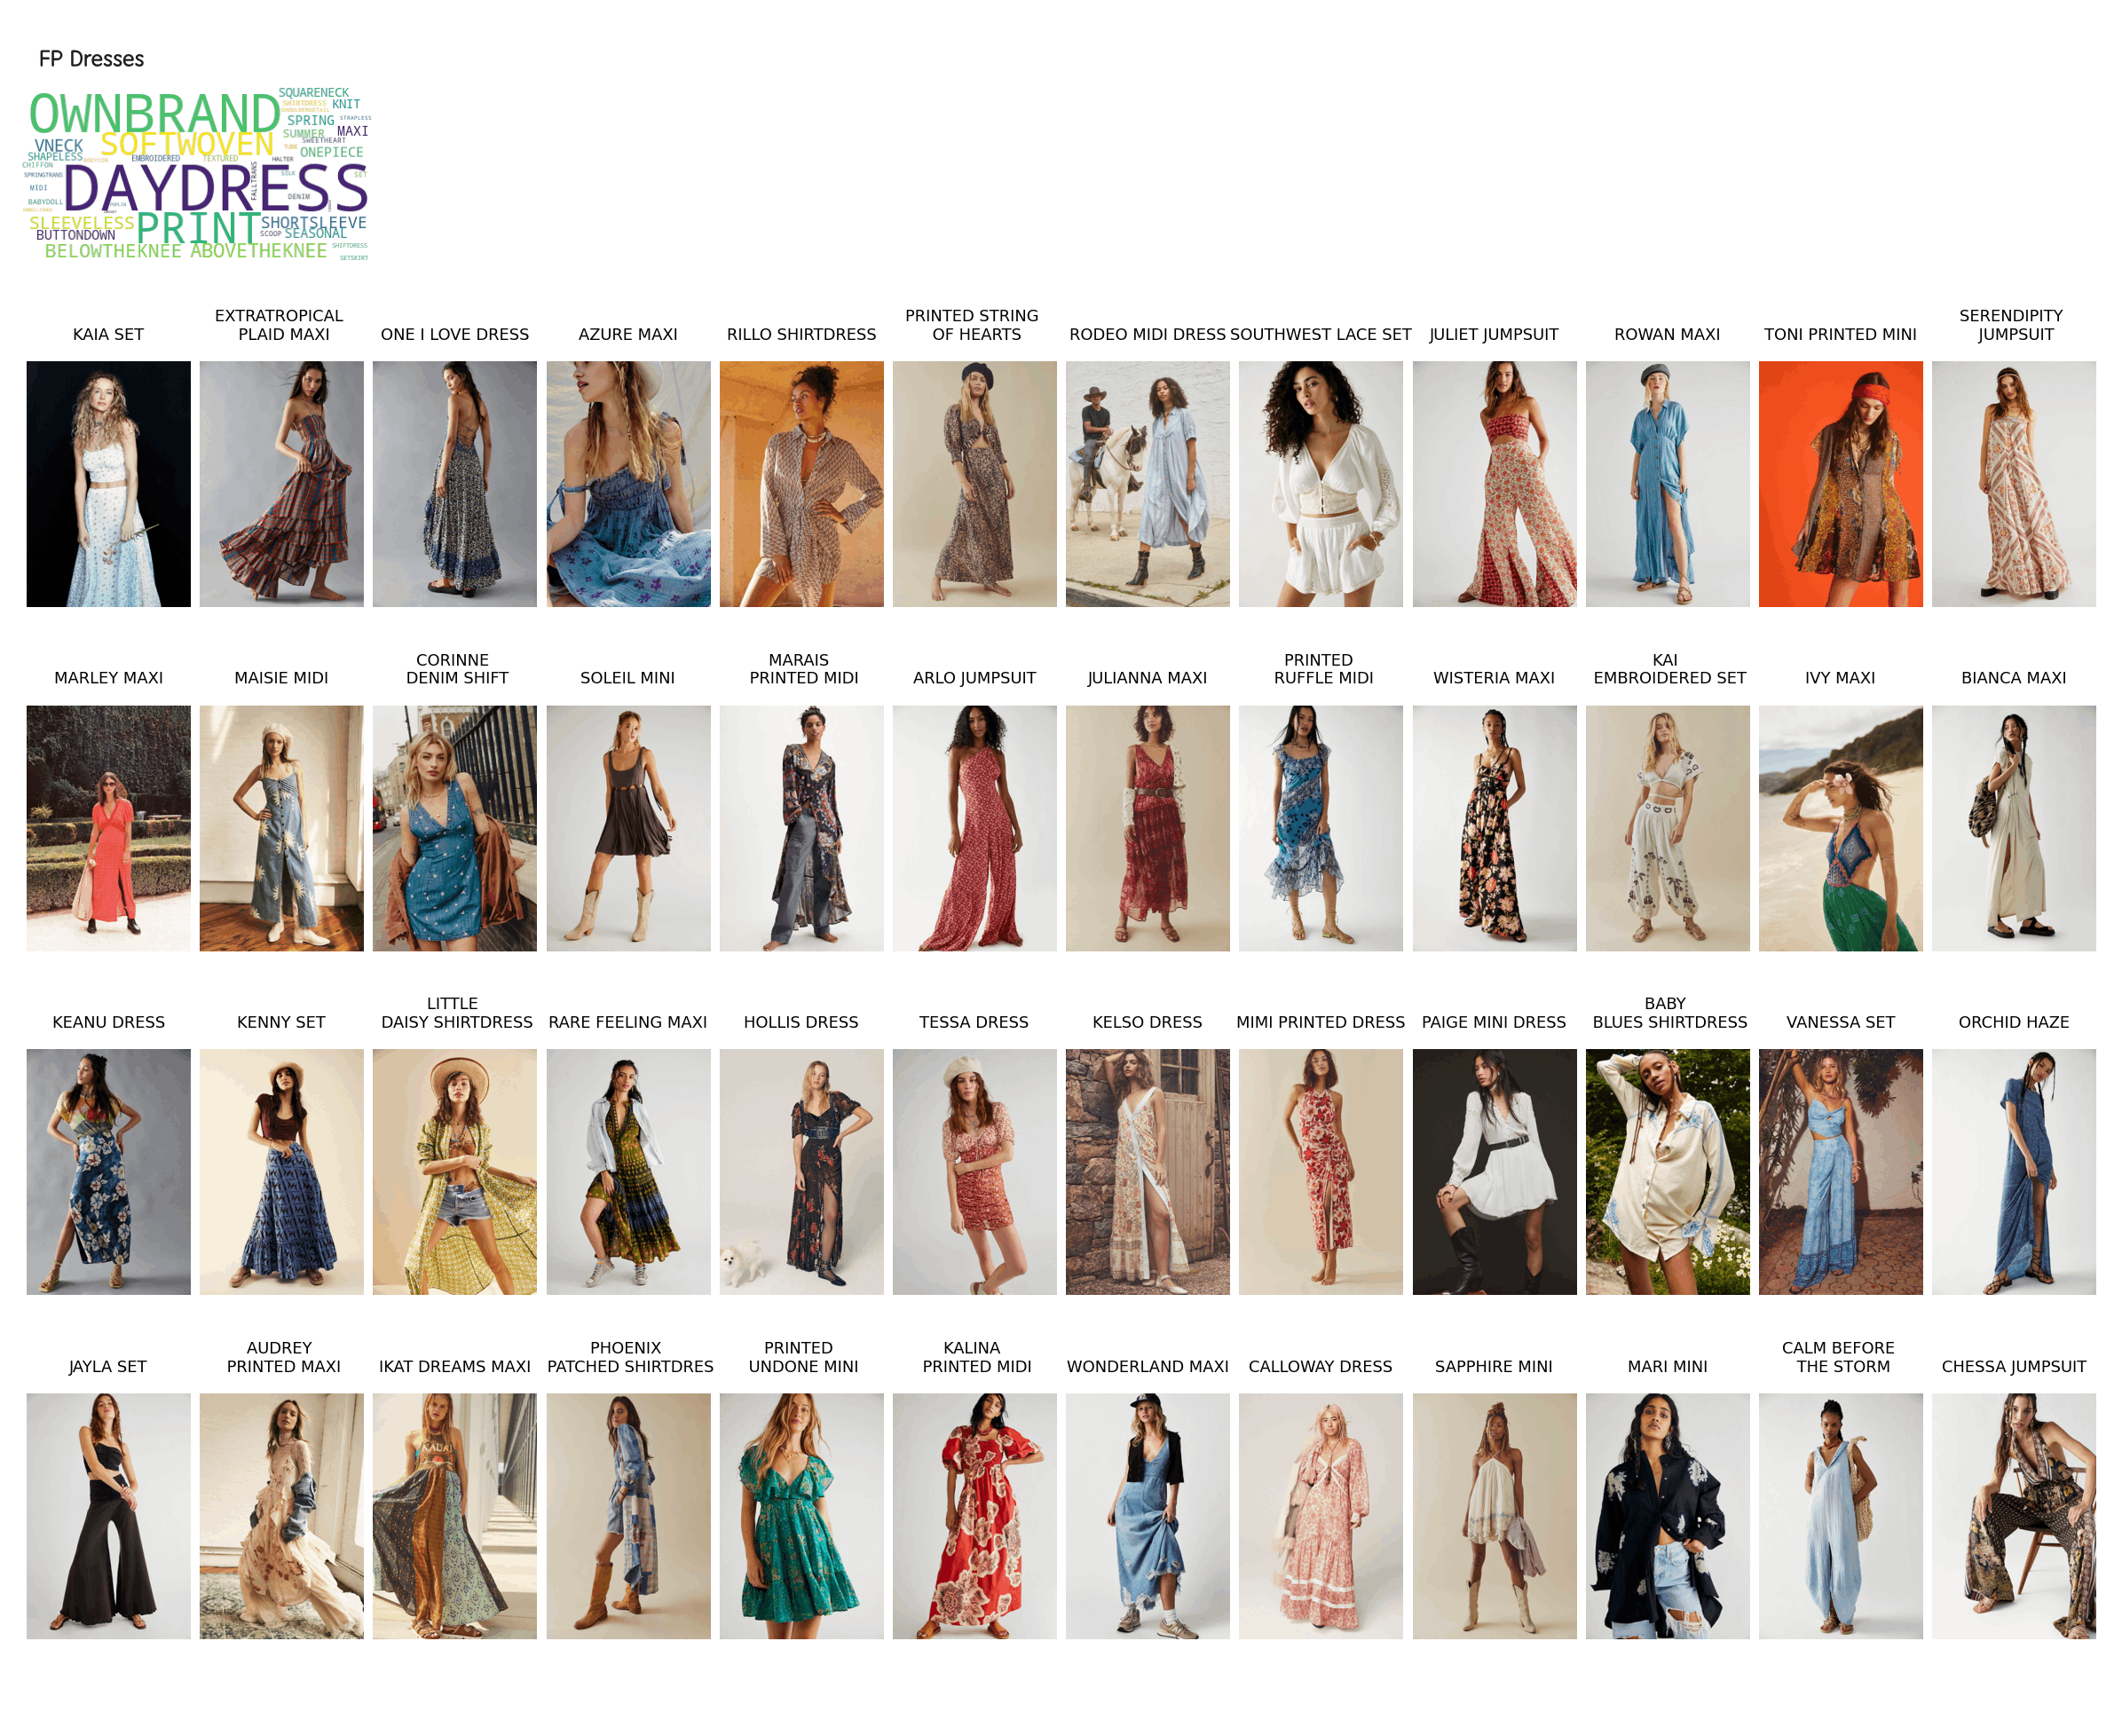 FP Dresses
OWNBRAND
SQUARENECK
SHIRTDRESS
KNIT
SPRING
STRAPLESS
SUMMER
MAXI
SWEETHEART
VNECK
SOFTWOVEN
TUBE
ONEPIECE
SHAPELESS
BODYCON
EMBROIDERED
TEXTURED
HALTER
CHIFFON
SPRINGTRANS
DAYDRESS
FALLTRANS
SILK
SET
MIDI
DENIM
BABYDOLL
SLEEVELESS
PRINT
SHORTSLEEVE
BUTTONDOWN
SCOOP
SEASONAL
BELOWTHEKNEE
ABOVETHEKNEE
SHIFTDRESS
SETSKIRT
KAIA SET
EXTRATROPICAL
PLAID MAXI
ONE I LOVE DRESS
AZURE MAXI
RILLO SHIRTDRESS
PRINTED STRING
OF HEARTS
RODEO MIDI DRESS
SOUTHWEST LACE SET
JULIET JUMPSUIT
ROWAN MAXI
TONI PRINTED MINI
SERENDIPITY
JUMPSUIT
MARLEY MAXI
MAISIE MIDI
CORINNE
DENIM SHIFT
SOLEIL MINI
MARAIS
PRINTED MIDI
ARLO JUMPSUIT
JULIANNA MAXI
PRINTED
RUFFLE MIDI
WISTERIA MAXI
KAI
EMBROIDERED SET
IVY MAXI
BIANCA MAXI
KEANU DRESS
KENNY SET
LITTLE
DAISY SHIRTDRESS
RARE FEELING MAXI
HOLLIS DRESS
TESSA DRESS
KELSO DRESS
MIMI PRINTED DRESS
PAIGE MINI DRESS
BABY
BLUES SHIRTDRESS
VANESSA SET
ORCHID HAZE
JAYLA SET
AUDREY
PRINTED MAXI
IKAT DREAMS MAXI
PHOENIX
PATCHED SHIRTDRES
PRINTED
UNDONE MINI
KALINA
PRINTED MIDI
WONDERLAND MAXI
CALLOWAY DRESS
SAPPHIRE MINI
MARI MINI
CALM BEFORE
THE STORM
CHESSA JUMPSUIT
KAUAI